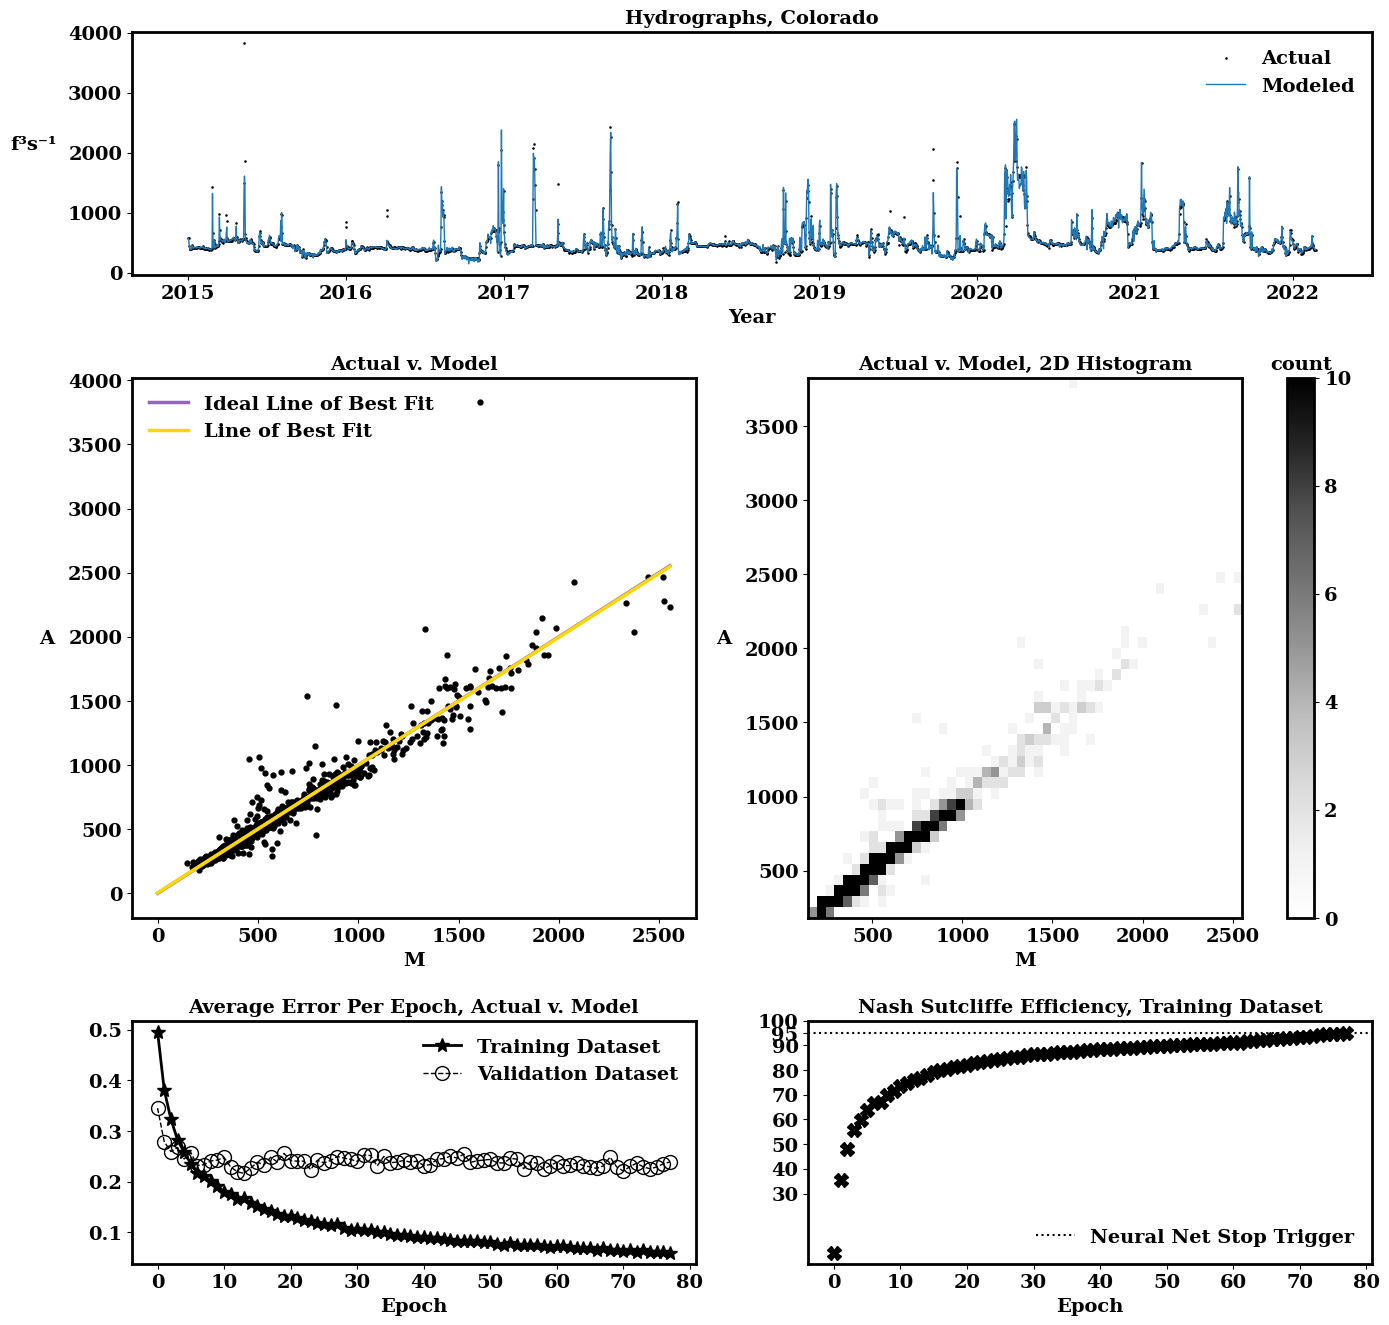 Hydrographs, Colorado
4000
3000
2000
1000
0
f³s⁻¹
Actual
Modeled
2015 2016 2017 2018 2019 2020 2021 2022
Year
Actual v. Model
4000
3500
3000
2500
2000
1500
1000
500
0
A
Ideal Line of Best Fit
Line of Best Fit
0 500 1000 1500 2000 2500
M
Actual v. Model, 2D Histogram
3500
3000
2500
2000
1500
1000
500
A
500 1000 1500 2000 2500
M
count
10
8
6
4
2
0
Average Error Per Epoch, Actual v. Model
0.5
0.4
0.3
0.2
0.1
Training Dataset
Validation Dataset
0 10 20 30 40 50 60 70 80
Epoch
Nash Sutcliffe Efficiency, Training Dataset
100
95
90
80
70
60
50
40
30
Neural Net Stop Trigger
0 10 20 30 40 50 60 70 80
Epoch